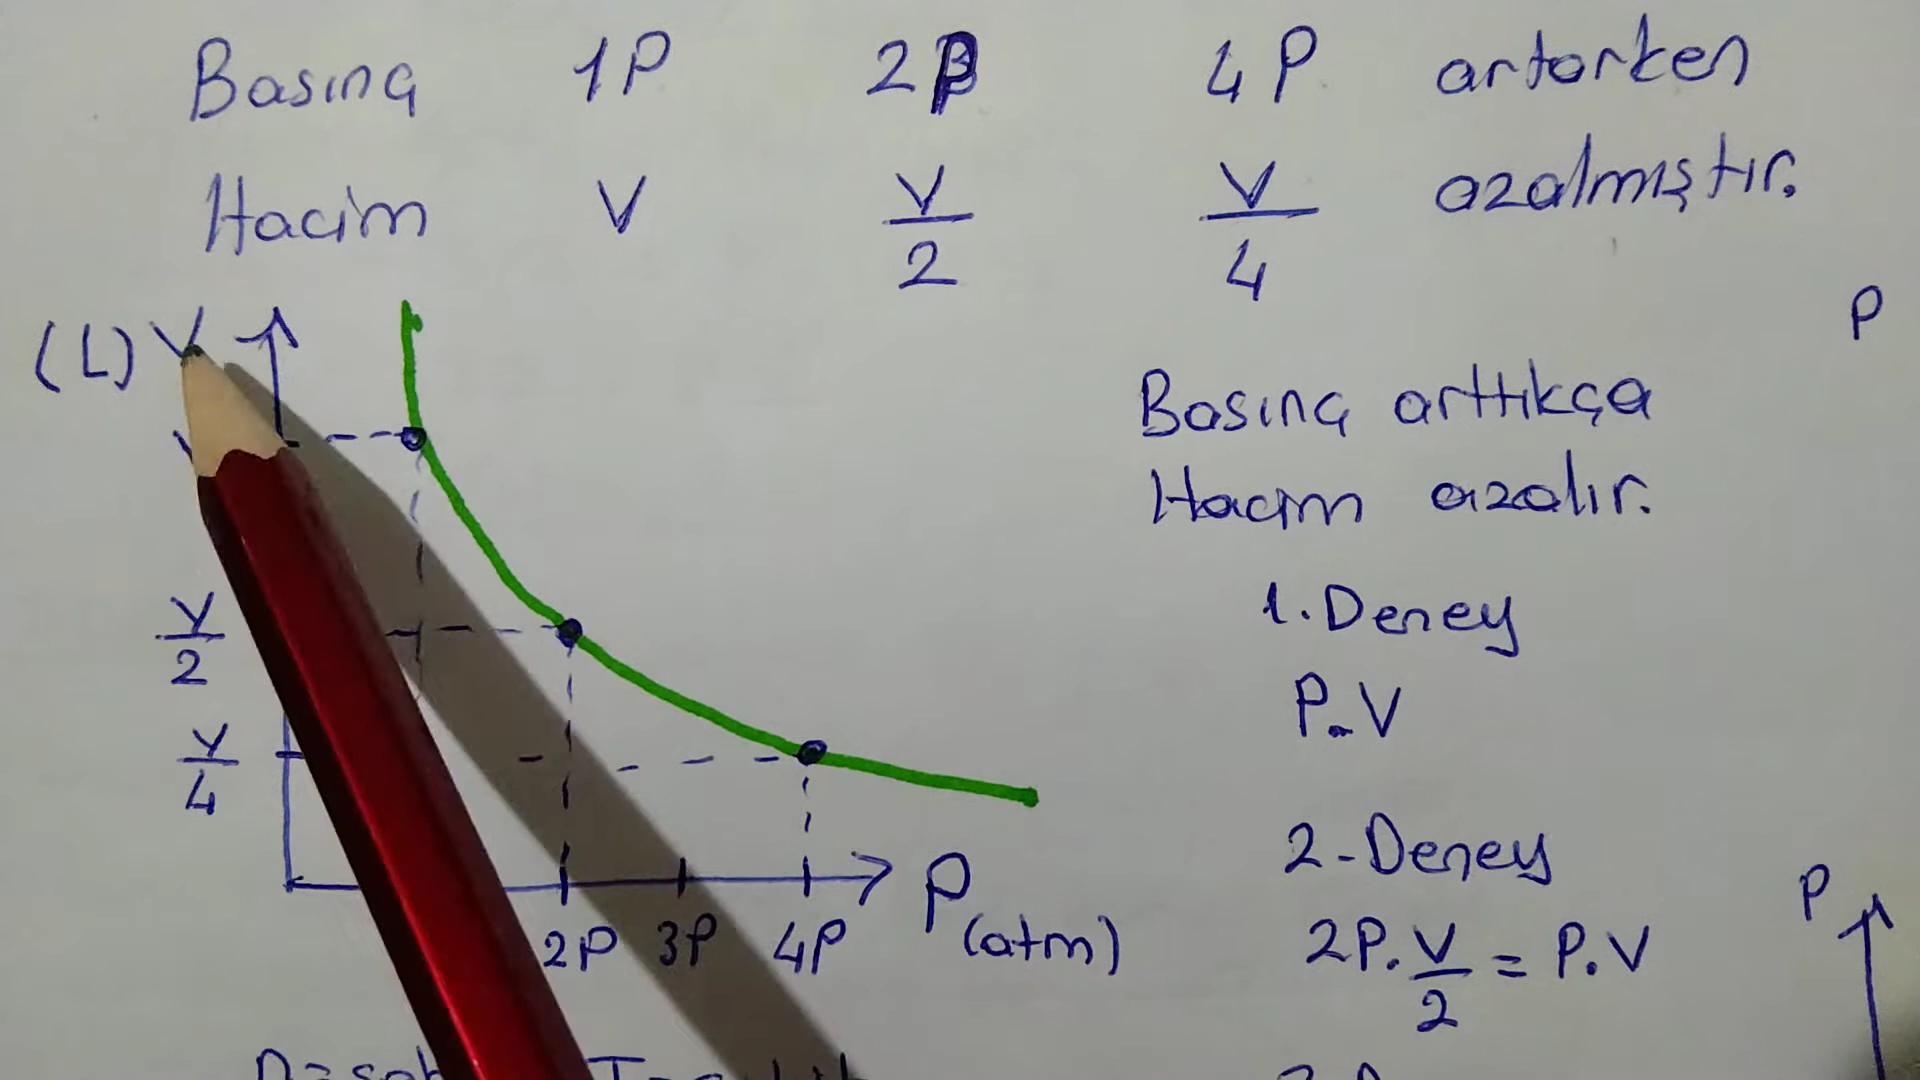 Basınç 1P 2P 4P artarken
Hacim V V/2 V/4 azalmıştır.
(L) V
P
Basınç arttıkça
Hacim azalır.
1. Deney
V/2
P.V
V/4
2-Deney
P
2P 3P 4P P (atm)
2P. V/2 = P.V